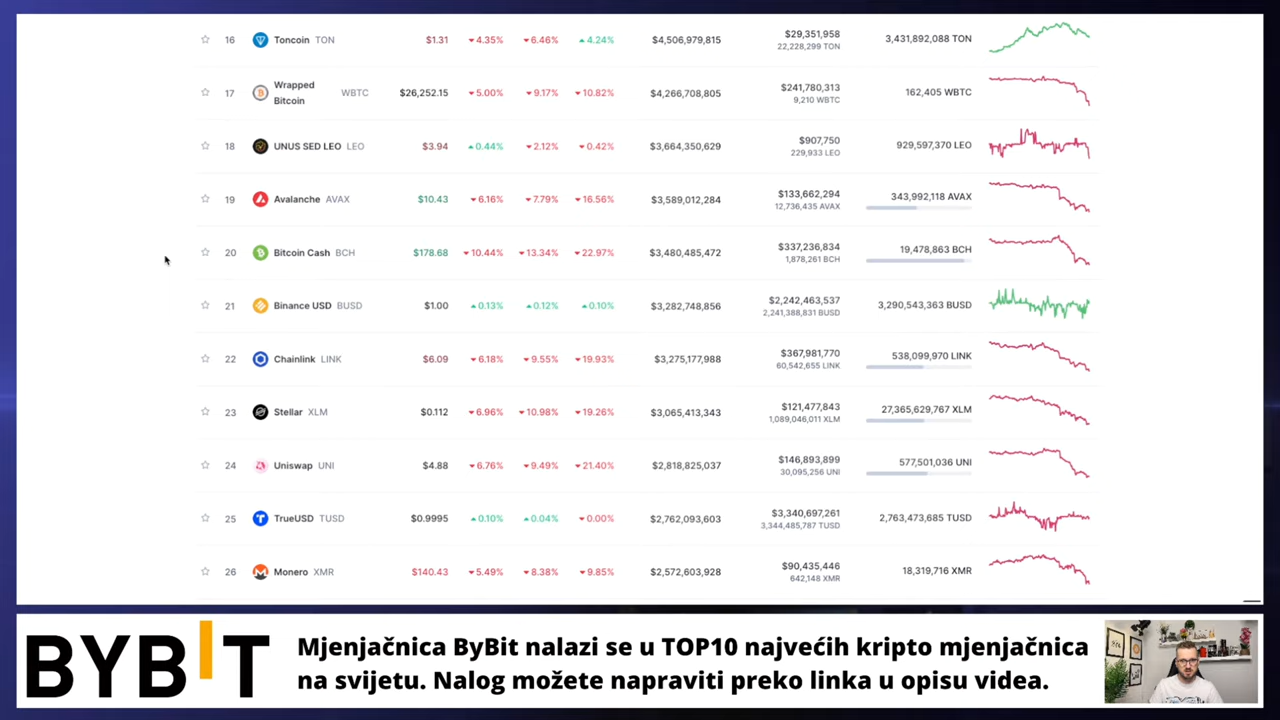 16 Toncoin TON $1.31 4.35% 6.46% 4.24% $4,506,979,815 $29,351,958 3,431,892,088 TON
22,228,299 TON
17 Wrapped Bitcoin WBTC $26,252.15 5.00% 9.17% 10.82% $4,266,708,805 $241,780,313 162,405 WBTC
9,210 WBTC
18 UNUS SED LEO LEO $3.94 0.44% 2.12% 0.42% $3,664,350,629 $907,750 929,597,370 LEO
229,933 LEO
19 Avalanche AVAX $10.43 6.16% 7.79% 16.56% $3,589,012,284 $133,662,294 343,992,118 AVAX
12,736,435 AVAX
20 Bitcoin Cash BCH $178.68 10.44% 13.34% 22.97% $3,480,485,472 $337,236,834 19,478,863 BCH
1,878,261 BCH
21 Binance USD BUSD $1.00 0.13% 0.12% 0.10% $3,282,748,856 $2,242,463,537 3,290,543,363 BUSD
2,241,388,831 BUSD
22 Chainlink LINK $6.09 6.18% 9.55% 19.93% $3,275,177,988 $367,981,770 538,099,970 LINK
60,542,655 LINK
23 Stellar XLM $0.112 6.96% 10.98% 19.26% $3,065,413,343 $121,477,843 27,365,629,767 XLM
1,089,046,011 XLM
24 Uniswap UNI $4.88 6.76% 9.49% 21.40% $2,818,825,037 $146,893,899 577,501,036 UNI
30,095,256 UNI
25 TrueUSD TUSD $0.9995 0.10% 0.04% 0.00% $2,762,093,603 $3,340,697,261 2,763,473,685 TUSD
3,344,485,787 TUSD
26 Monero XMR $140.43 5.49% 8.38% 9.85% $2,572,603,928 $90,435,446 18,319,716 XMR
642,148 XMR
BYBIT
Mjenjačnica ByBit nalazi se u TOP10 najvećih kripto mjenjačnica
na svijetu. Nalog možete napraviti preko linka u opisu videa.